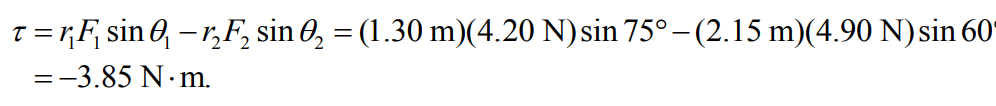 τ = r₁F₁ sin θ₁ − r₂F₂ sin θ₂ = (1.30 m)(4.20 N) sin 75° − (2.15 m)(4.90 N) sin 60°
= −3.85 N·m.